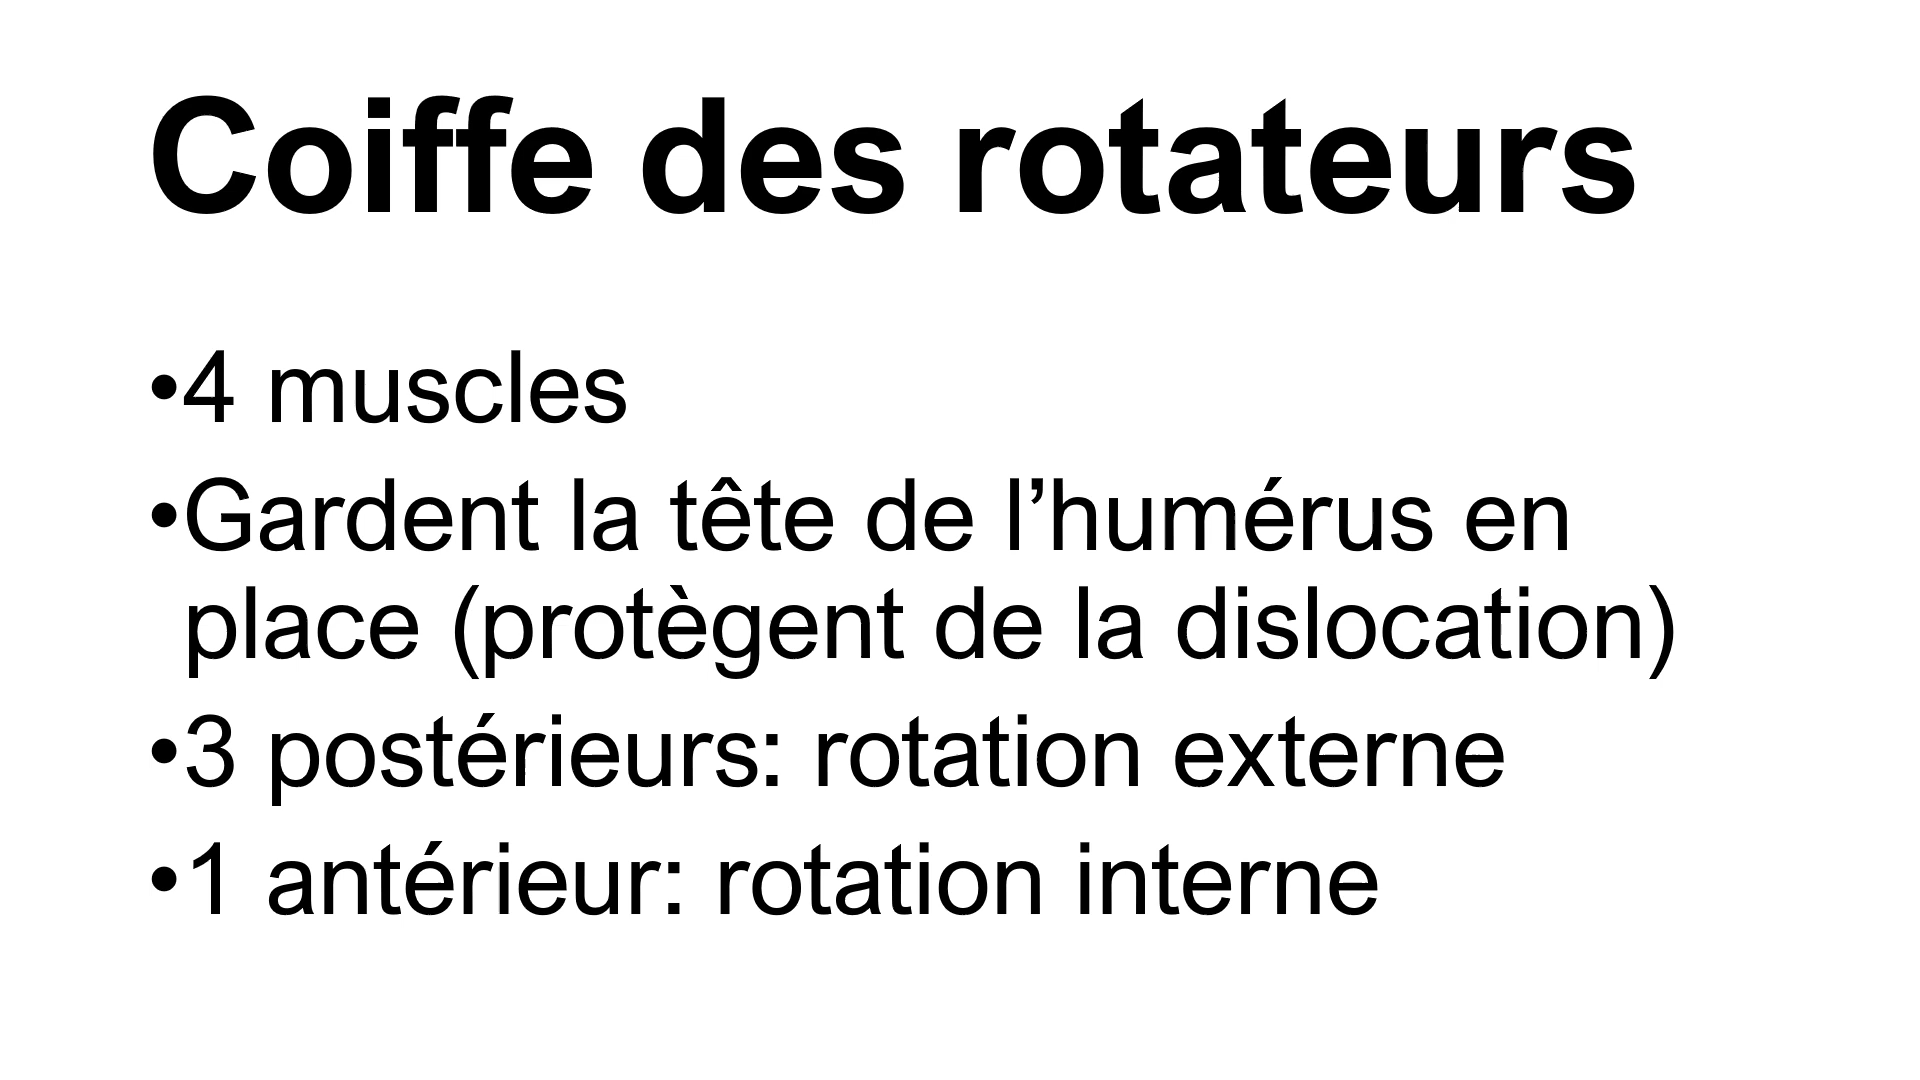 Coiffe des rotateurs
•4 muscles
•Gardent la tête de l’humérus en
place (protègent de la dislocation)
•3 postérieurs: rotation externe
•1 antérieur: rotation interne